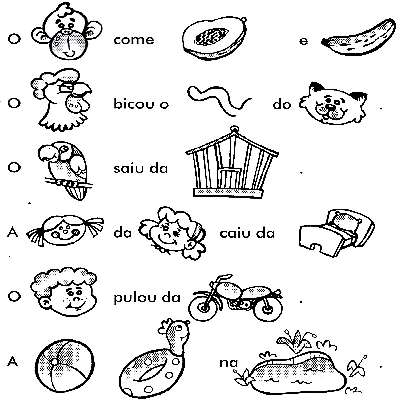 O come e
O bicou o do .
O saiu da .
A da caiu da .
O pulou da .
A na .